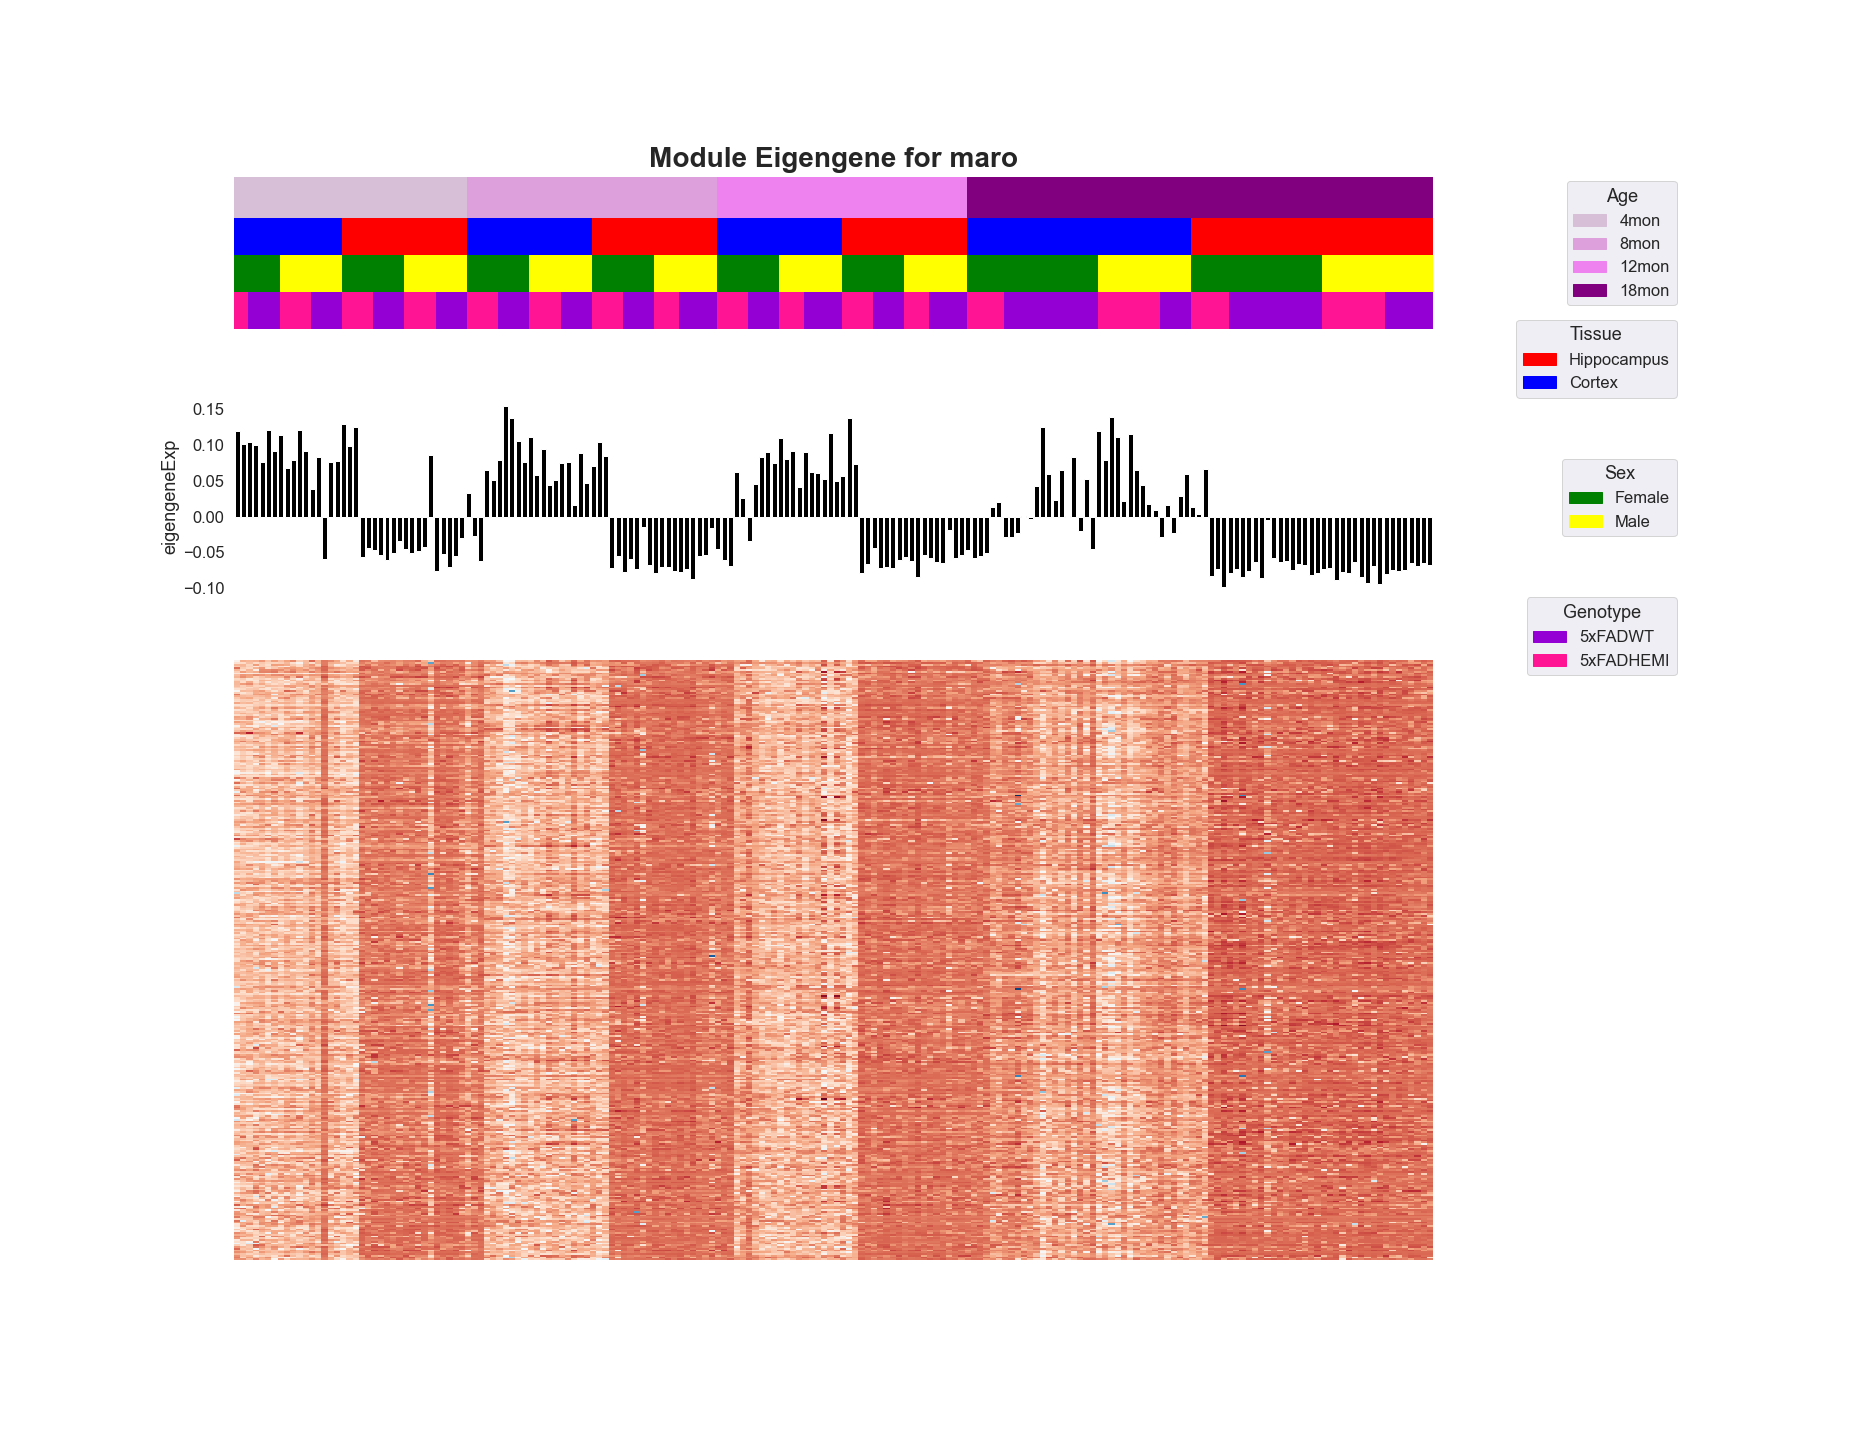 Module Eigengene for maro
Age
4mon
8mon
12mon
18mon
Tissue
Hippocampus
Cortex
eigengeneExp
0.15
0.10
0.05
0.00
−0.05
−0.10
Sex
Female
Male
Genotype
5xFADWT
5xFADHEMI